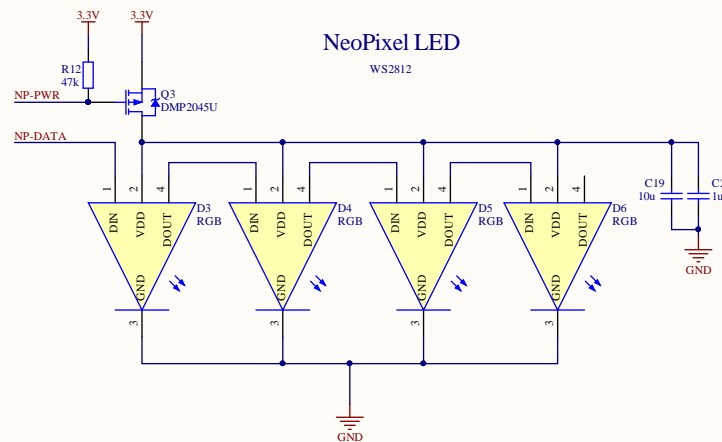 3.3V
3.3V
NeoPixel LED
WS2812
R12
47k
Q3
DMP2045U
NP-PWR
NP-DATA
1
2
4
1
2
4
1
2
4
1
2
4
D3
RGB
D4
RGB
D5
RGB
D6
RGB
C19
10u
1u
DIN
VDD
DOUT
DIN
VDD
DOUT
DIN
VDD
DOUT
DIN
VDD
DOUT
GND
GND
GND
GND
3
3
3
3
GND
GND